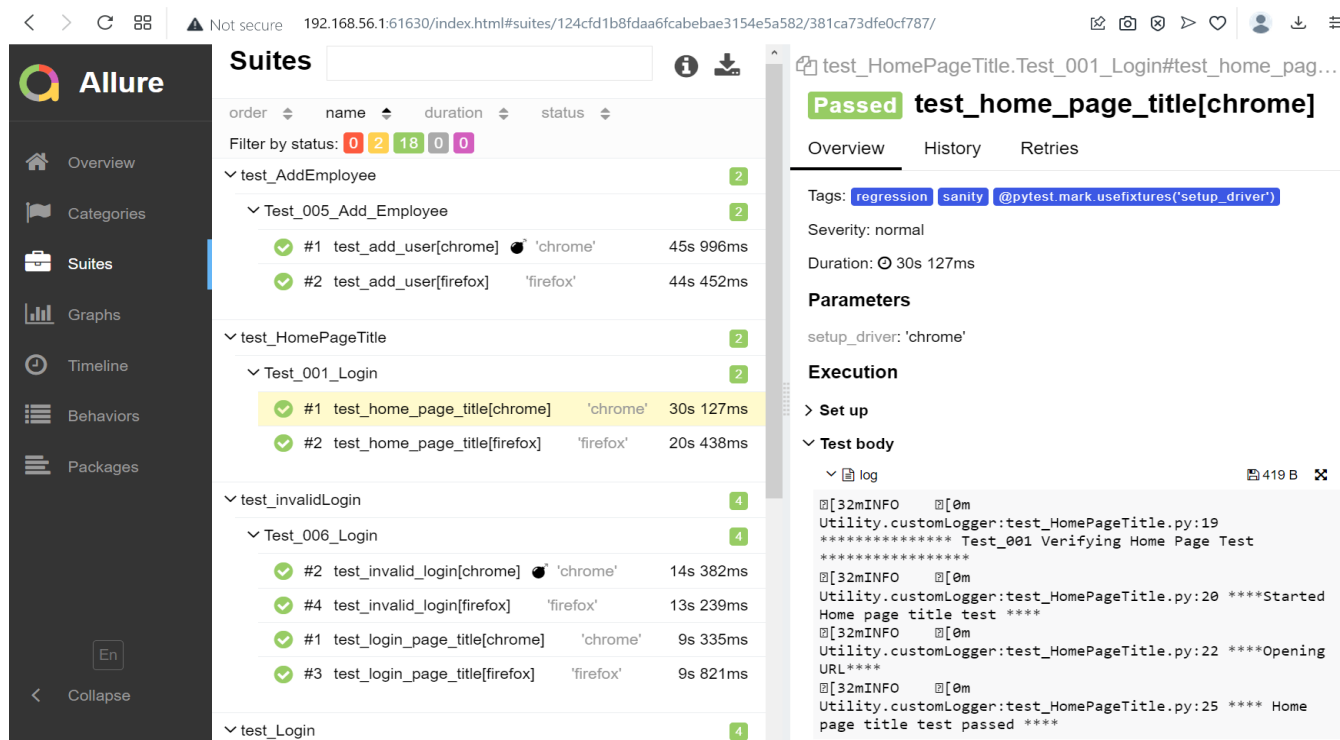 Not secure 192.168.56.1:61630/index.html#suites/124cfd1b8fdaa6fcabebae3154e5a582/381ca73dfe0cf787/
Allure
Overview
Categories
Suites
Graphs
Timeline
Behaviors
Packages
En
Collapse
Suites
order name duration status
Filter by status: 0 2 18 0 0
test_AddEmployee 2
Test_005_Add_Employee 2
#1 test_add_user[chrome] 'chrome' 45s 996ms
#2 test_add_user[firefox] 'firefox' 44s 452ms
test_HomePageTitle 2
Test_001_Login 2
#1 test_home_page_title[chrome] 'chrome' 30s 127ms
#2 test_home_page_title[firefox] 'firefox' 20s 438ms
test_invalidLogin 4
Test_006_Login 4
#2 test_invalid_login[chrome] 'chrome' 14s 382ms
#4 test_invalid_login[firefox] 'firefox' 13s 239ms
#1 test_login_page_title[chrome] 'chrome' 9s 335ms
#3 test_login_page_title[firefox] 'firefox' 9s 821ms
test_Login 4
test_HomePageTitle.Test_001_Login#test_home_pag...
Passed test_home_page_title[chrome]
Overview History Retries
Tags: regression sanity @pytest.mark.usefixtures('setup_driver')
Severity: normal
Duration: 30s 127ms
Parameters
setup_driver: 'chrome'
Execution
Set up
Test body
log 419 B
[32mINFO [0m
Utility.customLogger:test_HomePageTitle.py:19
*************** Test_001 Verifying Home Page Test
*****************
[32mINFO [0m
Utility.customLogger:test_HomePageTitle.py:20 ****Started
Home page title test ****
[32mINFO [0m
Utility.customLogger:test_HomePageTitle.py:22 ****Opening
URL****
[32mINFO [0m
Utility.customLogger:test_HomePageTitle.py:25 **** Home
page title test passed ****